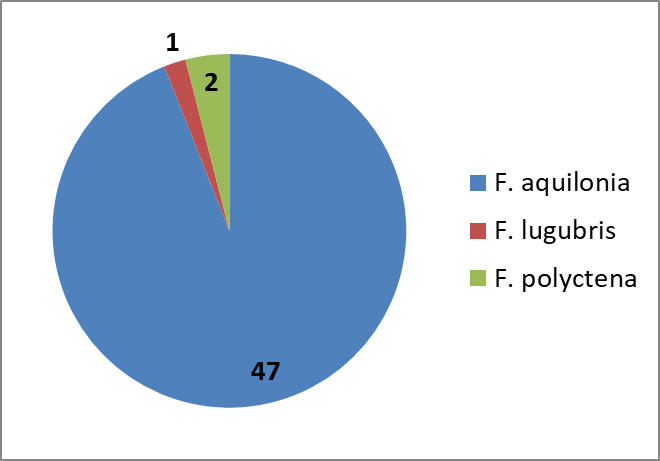 1
2
F. aquilonia
F. lugubris
F. polyctena
47